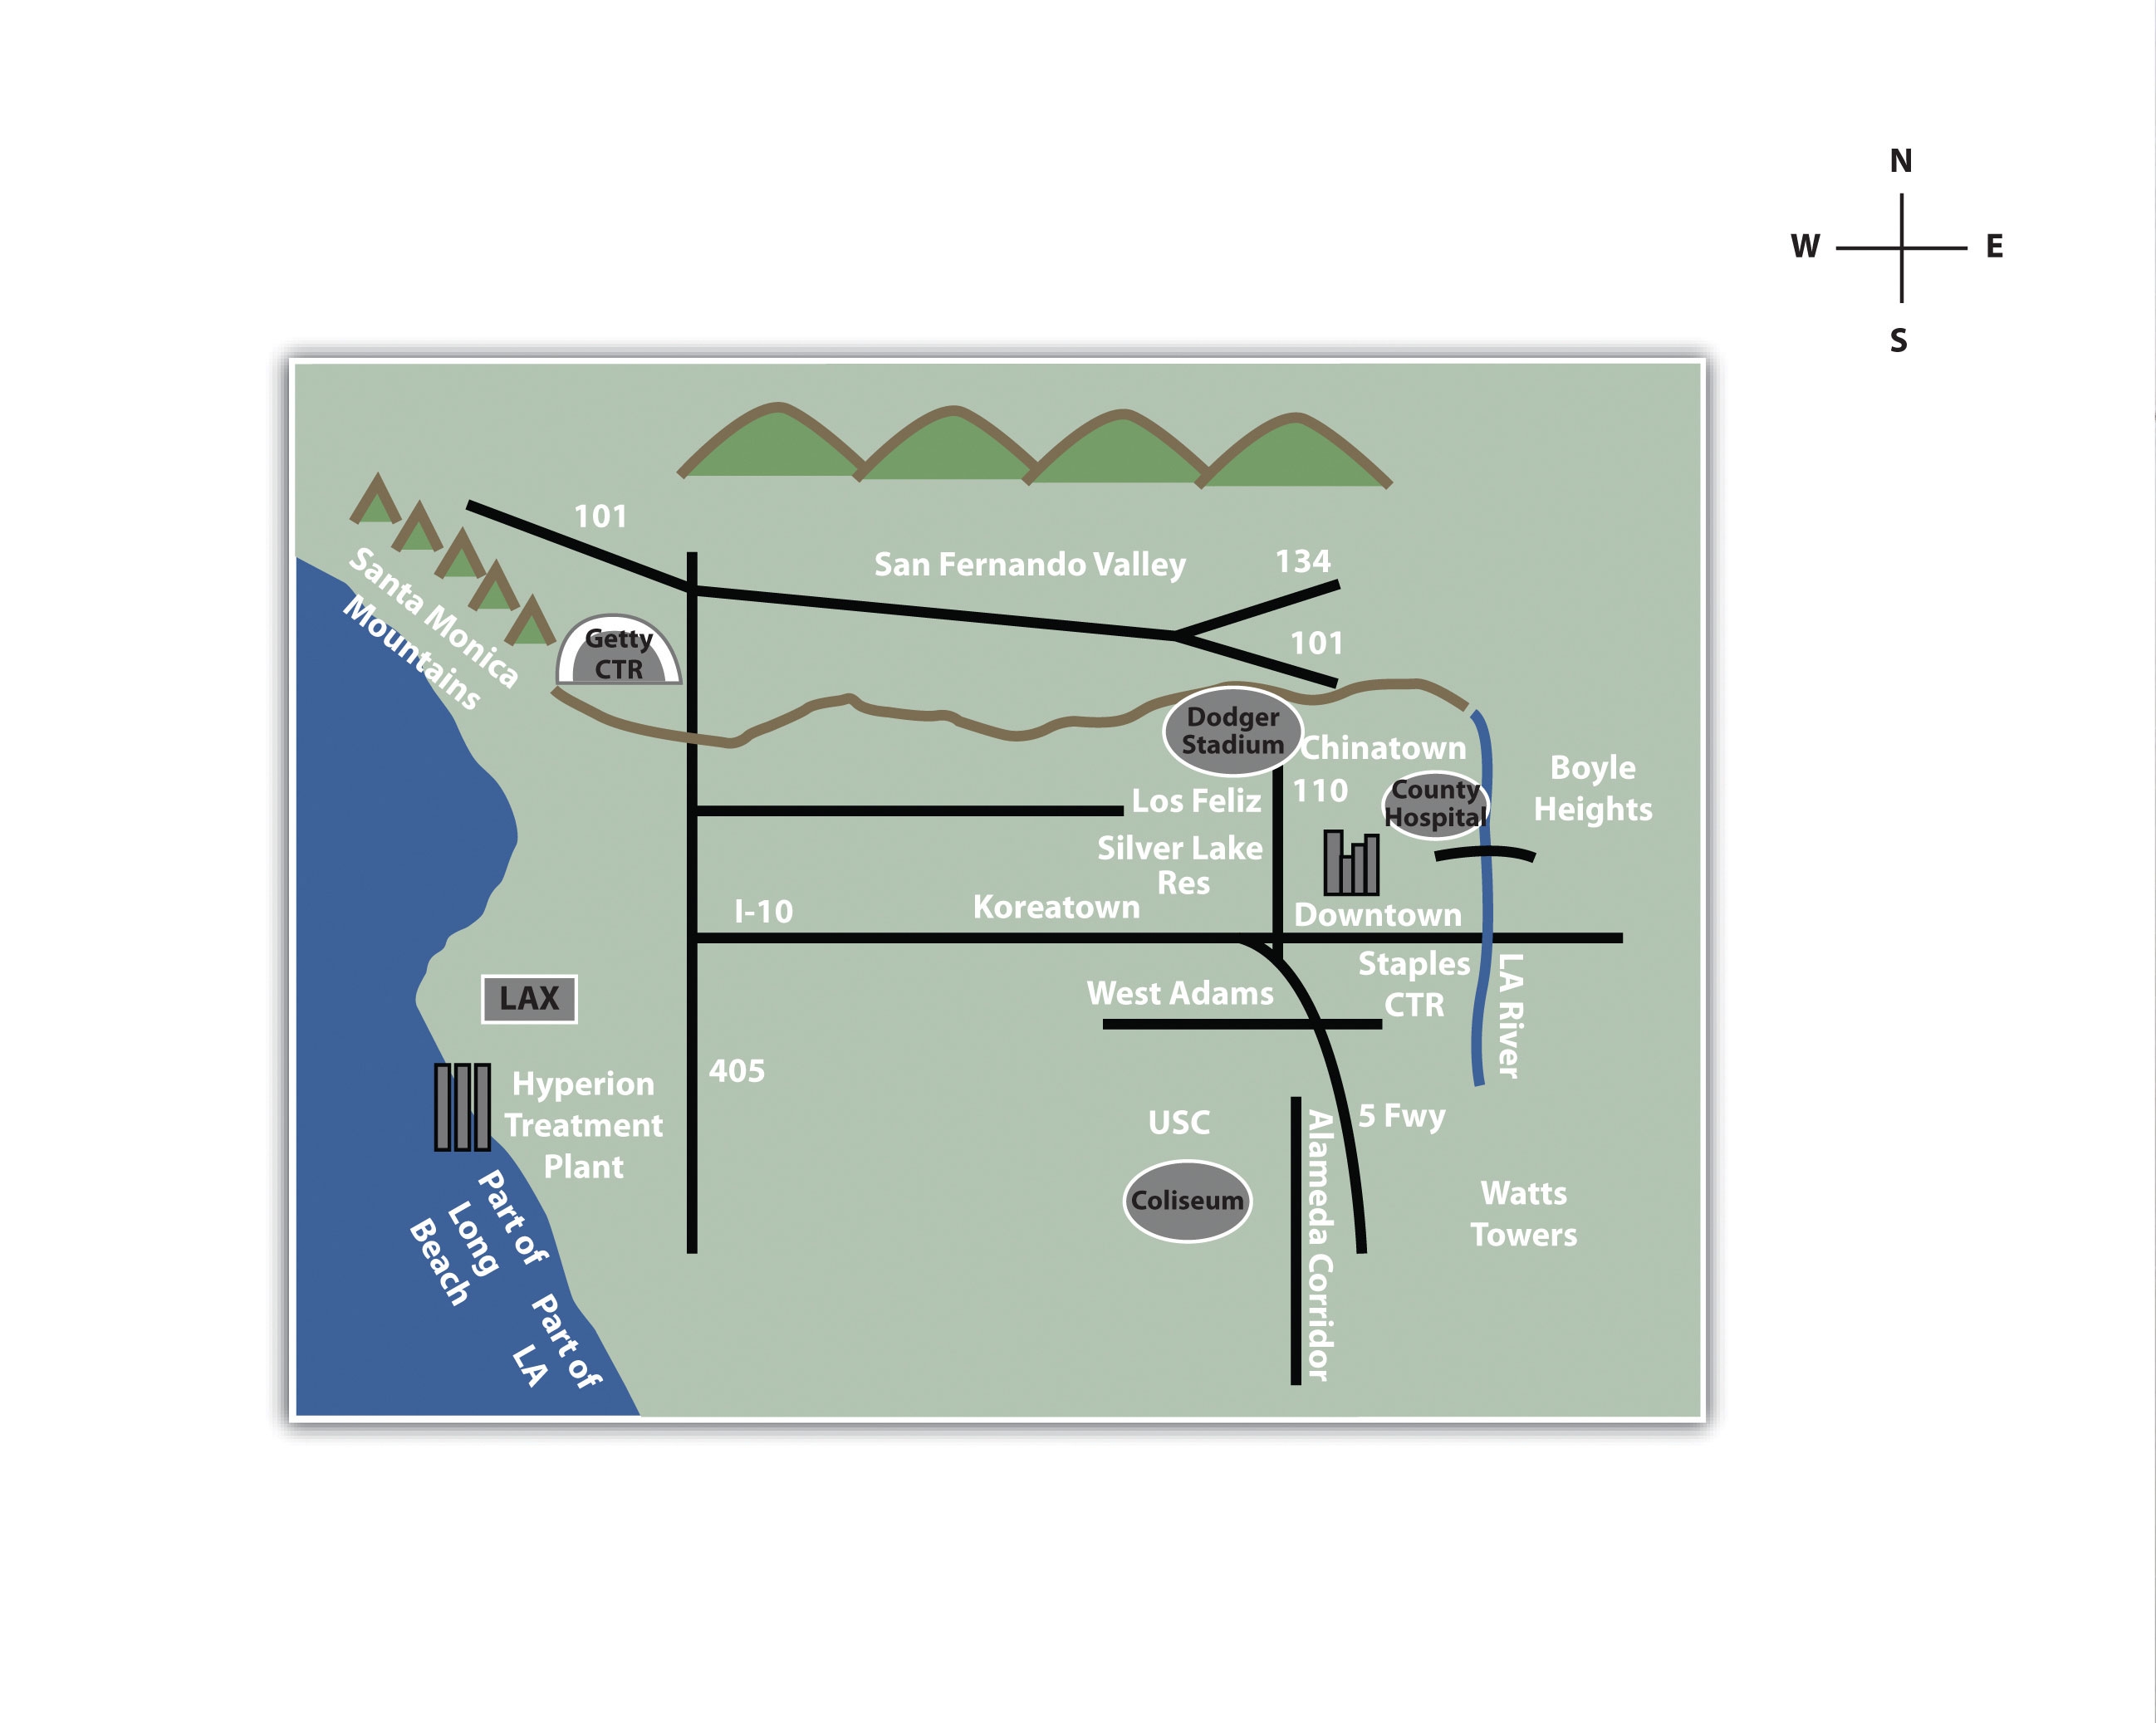 N
W
E
S
101
San Fernando Valley
134
Santa Monica
Mountains
Getty
CTR
101
Dodger
Stadium
Chinatown
110
County
Hospital
Boyle
Heights
Los Feliz
Silver Lake
Res
I-10
Koreatown
Downtown
Staples
CTR
LA River
LAX
West Adams
405
Hyperion
Treatment
Plant
USC
Coliseum
Alameda Corridor
5 Fwy
Watts
Towers
Part of
Long
Beach
Part of
LA